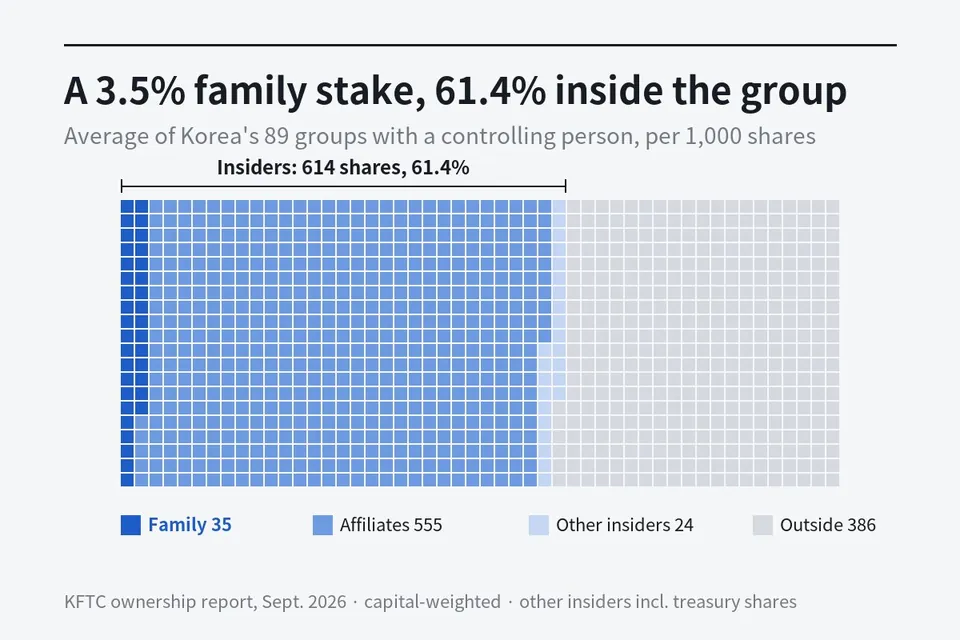 A 3.5% family stake, 61.4% inside the group
Average of Korea's 89 groups with a controlling person, per 1,000 shares
Insiders: 614 shares, 61.4%
Family 35
Affiliates 555
Other insiders 24
Outside 386
KFTC ownership report, Sept. 2026 · capital-weighted · other insiders incl. treasury shares